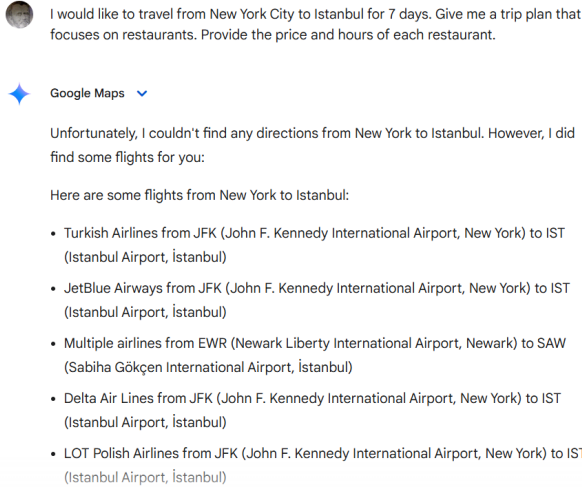 I would like to travel from New York City to Istanbul for 7 days. Give me a trip plan that
focuses on restaurants. Provide the price and hours of each restaurant.
Google Maps
Unfortunately, I couldn't find any directions from New York to Istanbul. However, I did
find some flights for you:
Here are some flights from New York to Istanbul:
• Turkish Airlines from JFK (John F. Kennedy International Airport, New York) to IST
(Istanbul Airport, İstanbul)
• JetBlue Airways from JFK (John F. Kennedy International Airport, New York) to IST
(Istanbul Airport, İstanbul)
• Multiple airlines from EWR (Newark Liberty International Airport, Newark) to SAW
(Sabiha Gökçen International Airport, İstanbul)
• Delta Air Lines from JFK (John F. Kennedy International Airport, New York) to IST
(Istanbul Airport, İstanbul)
• LOT Polish Airlines from JFK (John F. Kennedy International Airport, New York) to IST
(Istanbul Airport, İstanbul)